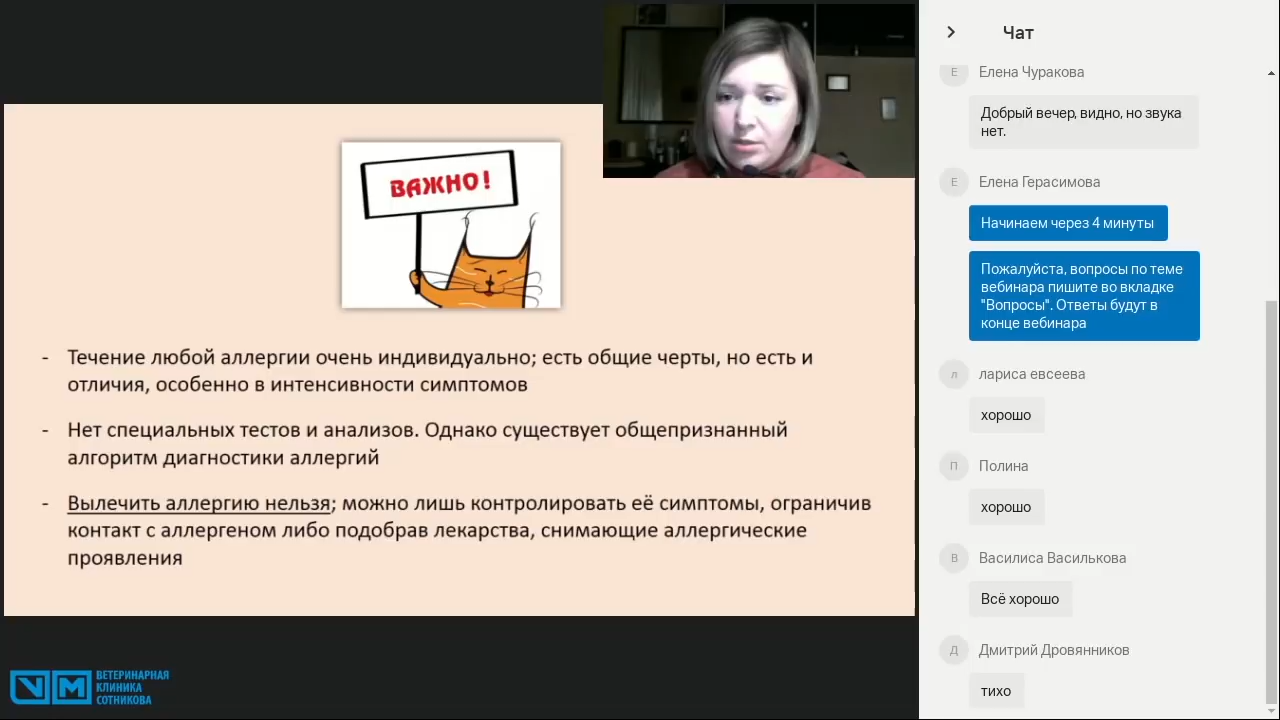 ВАЖНО!
- Течение любой аллергии очень индивидуально; есть общие черты, но есть и
отличия, особенно в интенсивности симптомов
- Нет специальных тестов и анализов. Однако существует общепризнанный
алгоритм диагностики аллергий
- Вылечить аллергию нельзя; можно лишь контролировать её симптомы, ограничив
контакт с аллергеном либо подобрав лекарства, снимающие аллергические
проявления
VM
ВЕТЕРИНАРНАЯ
КЛИНИКА
СОТНИКОВА
Чат
Е
Елена Чуракова
Добрый вечер, видно, но звука
нет.
Е
Елена Герасимова
Начинаем через 4 минуты
Пожалуйста, вопросы по теме
вебинара пишите во вкладке
"Вопросы". Ответы будут в
конце вебинара
л
лариса евсеева
хорошо
П
Полина
хорошо
В
Василиса Василькова
Всё хорошо
Д
Дмитрий Дровянников
тихо